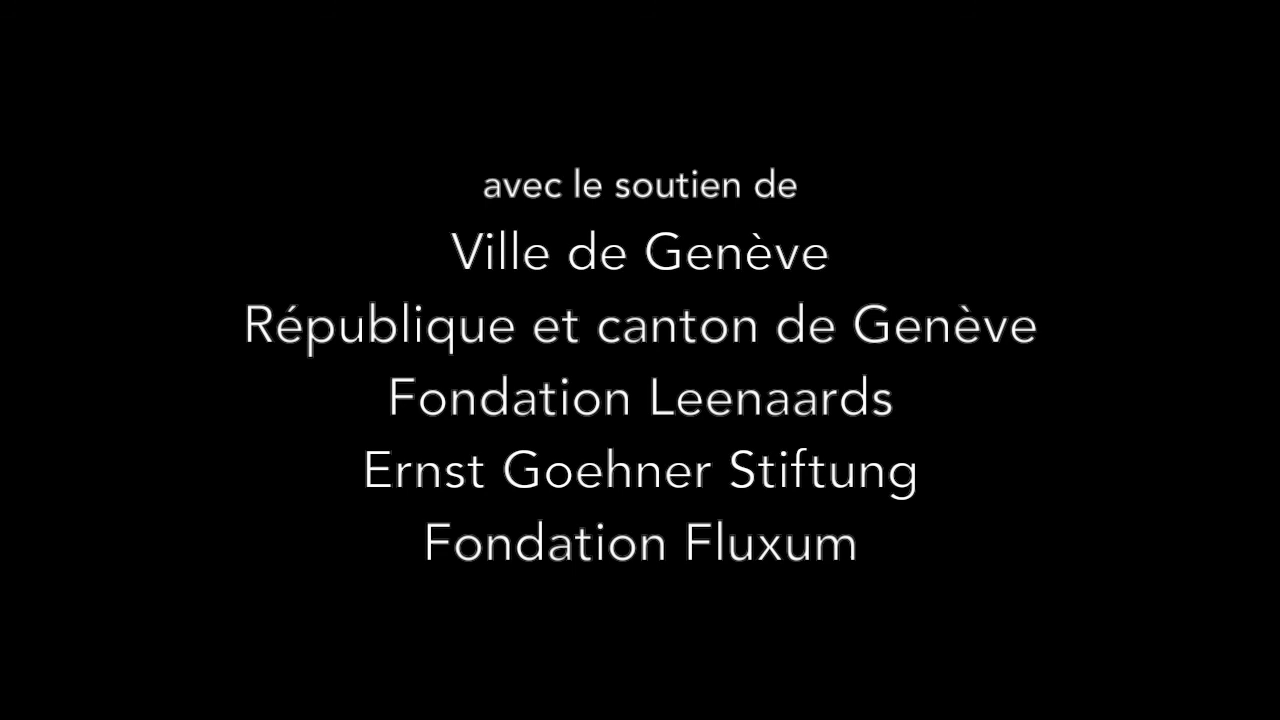 avec le soutien de
Ville de Genève
République et canton de Genève
Fondation Leenaards
Ernst Goehner Stiftung
Fondation Fluxum